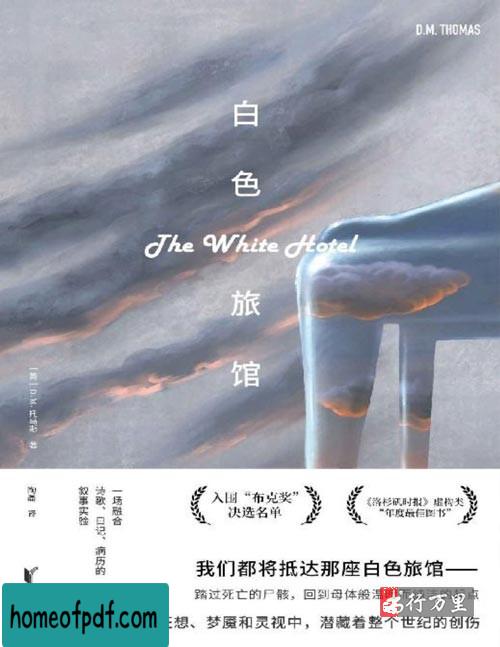 D.M. THOMAS
白色旅馆
The White Hotel
[英] D.M. 托马斯 著
陶磊 译
一场融合
诗歌、日记、病历的
叙事实验
入围“布克奖”
决选名单
《洛杉矶时报》虚构类
“年度最佳图书”
我们都将抵达那座白色旅馆——
踏过死亡的尸骸,回到母体般温
点
想、梦魇和灵视中,潜藏着整个世纪的创伤
书行万里
homeofpdf.com